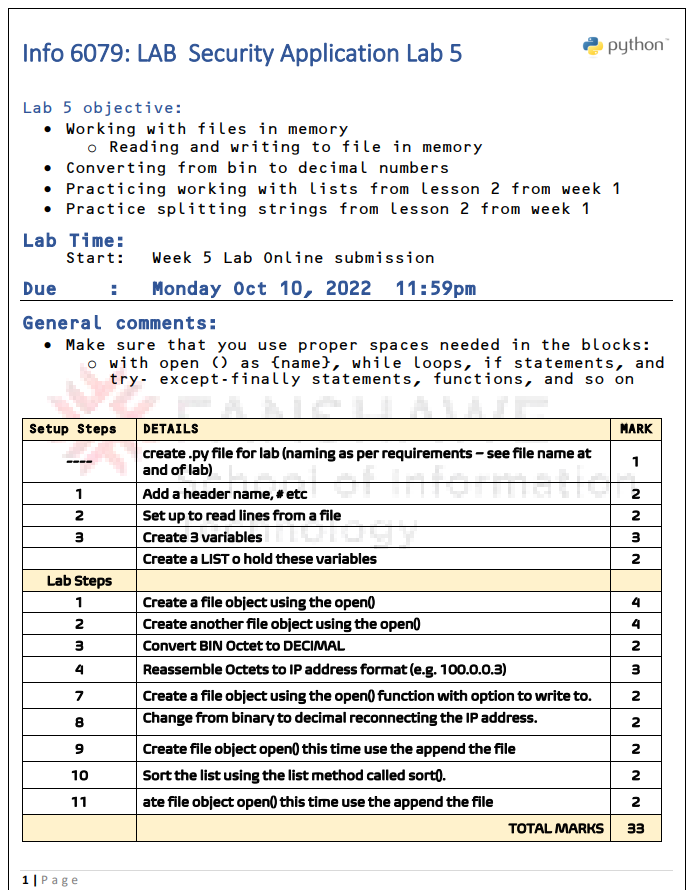 Info 6079: LAB  Security Application Lab 5
python™
Lab 5 objective:
• Working with files in memory
o Reading and writing to file in memory
• Converting from bin to decimal numbers
• Practicing working with lists from lesson 2 from week 1
• Practice splitting strings from lesson 2 from week 1
Lab Time:
Start: Week 5 Lab Online submission
Due : Monday Oct 10, 2022 11:59pm
General comments:
• Make sure that you use proper spaces needed in the blocks:
o with open () as {name}, while loops, if statements, and
try- except-finally statements, functions, and so on
FANSHAWE
School of Information
Technology
Setup Steps DETAILS MARK
---- create .py file for lab (naming as per requirements – see file name at
and of lab) 1
1 Add a header name, # etc 2
2 Set up to read lines from a file 2
3 Create 3 variables 3
Create a LIST o hold these variables 2
Lab Steps
1 Create a file object using the open() 4
2 Create another file object using the open() 4
3 Convert BIN Octet to DECIMAL 2
4 Reassemble Octets to IP address format (e.g. 100.0.0.3) 3
7 Create a file object using the open() function with option to write to. 2
8 Change from binary to decimal reconnecting the IP address. 2
9 Create file object open() this time use the append the file 2
10 Sort the list using the list method called sort(). 2
11 ate file object open() this time use the append the file 2
TOTAL MARKS 33
1 | Page